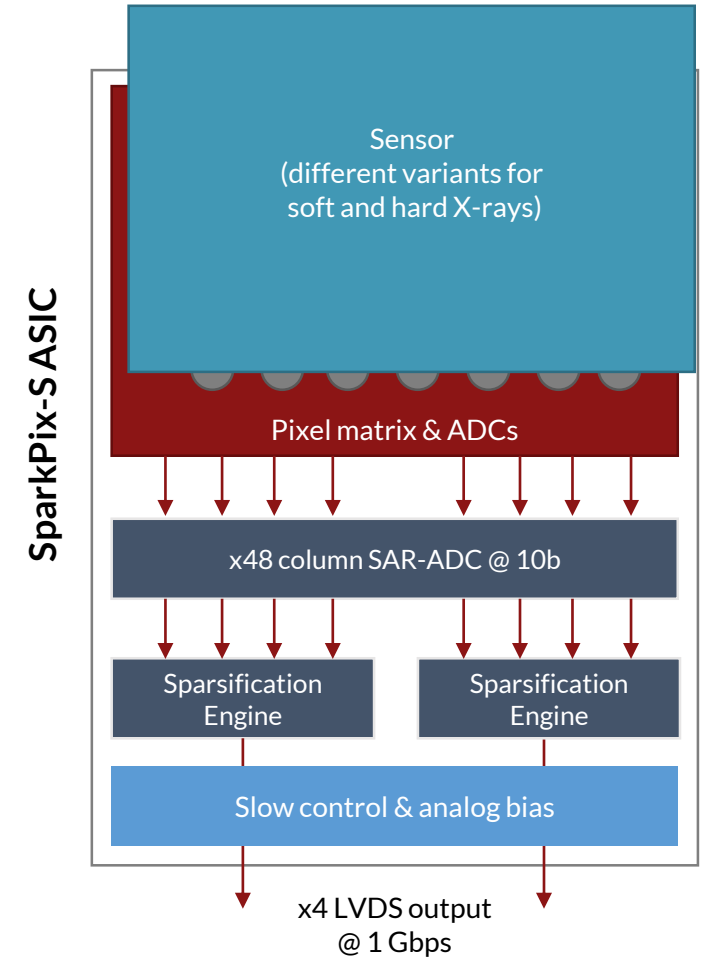 SparkPix-S ASIC
Sensor
(different variants for
soft and hard X-rays)
Pixel matrix & ADCs
x48 column SAR-ADC @ 10b
Sparsification
Engine
Sparsification
Engine
Slow control & analog bias
x4 LVDS output
@ 1 Gbps